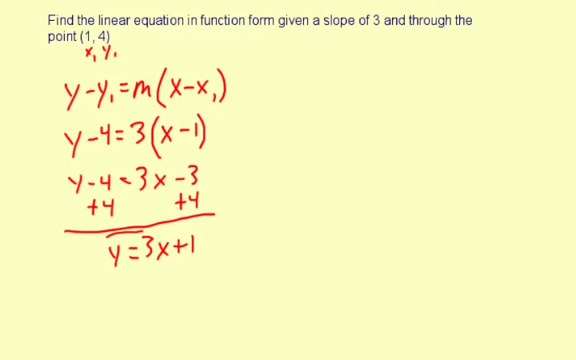 Find the linear equation in function form given a slope of 3 and through the
point (1, 4)
x₁ y₁
y-y₁=m(x-x₁)
y-4=3(x-1)
y-4=3x-3
+4 +4
y=3x+1